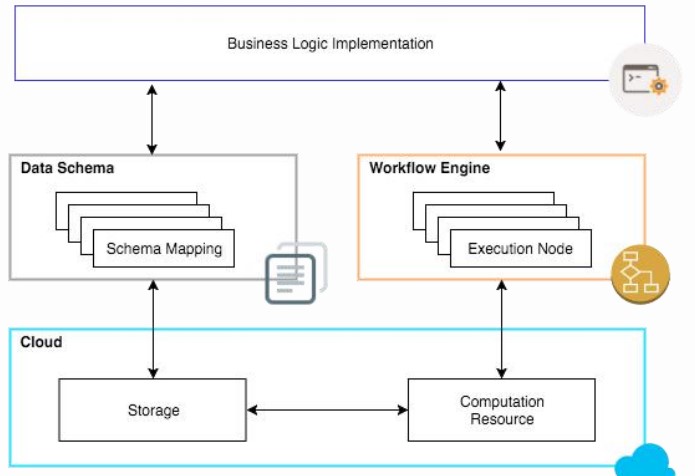 Business Logic Implementation
>-
Data Schema
Workflow Engine
Schema Mapping
Execution Node
Cloud
Storage
Computation
Resource